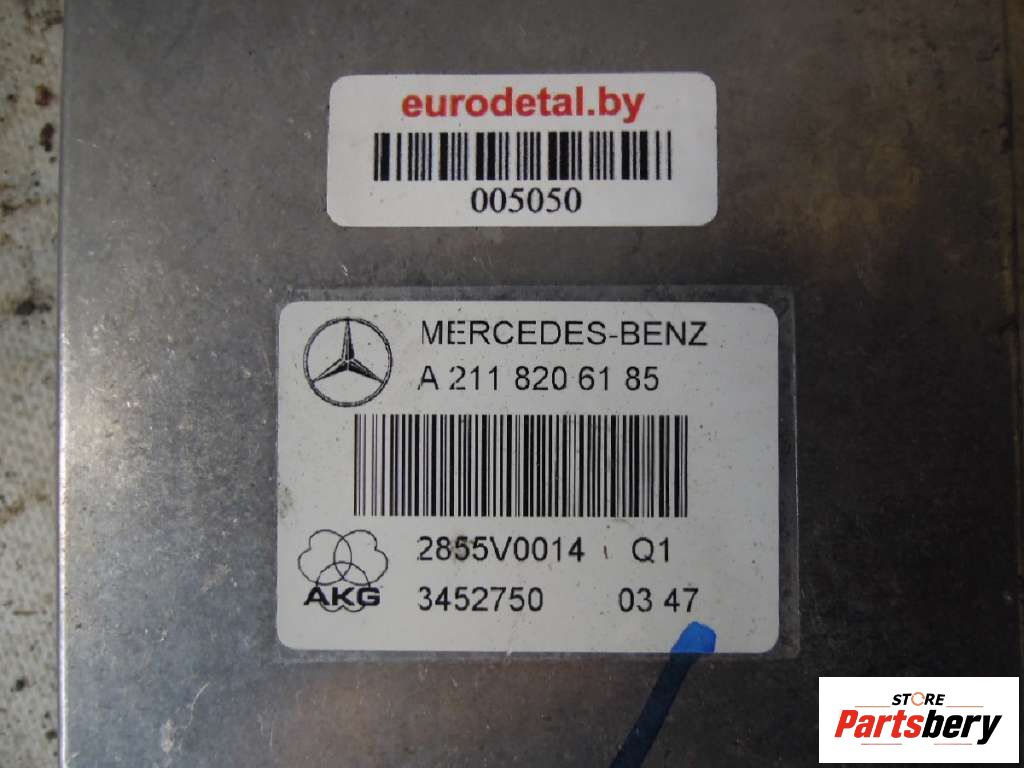 eurodetal.by
005050
MERCEDES-BENZ
A 211 820 61 85
2855V0014 Q1
AKG
3452750 03 47
STORE
Partsbery